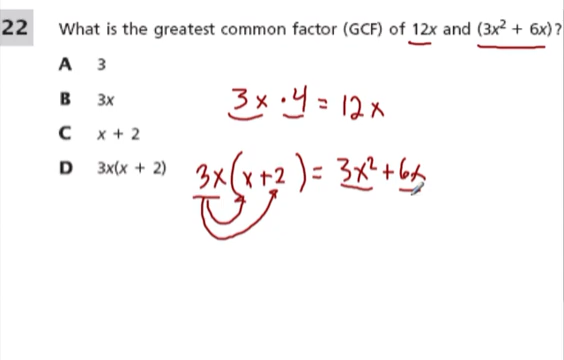 22 What is the greatest common factor (GCF) of 12x and (3x² + 6x)?
A 3
B 3x
3x · 4 = 12x
C x + 2
D 3x(x + 2)
3x(x + 2) = 3x² + 6x